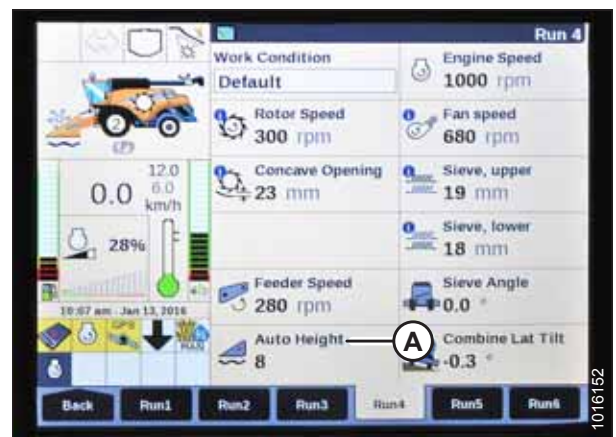 Run 4
Work Condition
Default
Engine Speed
1000 rpm
Rotor Speed
300 rpm
Fan speed
680 rpm
Concave Opening
23 mm
Sieve, upper
19 mm
Sieve, lower
18 mm
Feeder Speed
280 rpm
Sieve Angle
0.0 °
Auto Height
8
A
Combine Lat Tilt
-0.3 °
2
(P)
0.0
12.0
6.0
km/h
28%
10:07 am Jan 13, 2016
GPS
MAN
Back
Run1
Run2
Run3
Run4
Run5
Run6
1016152